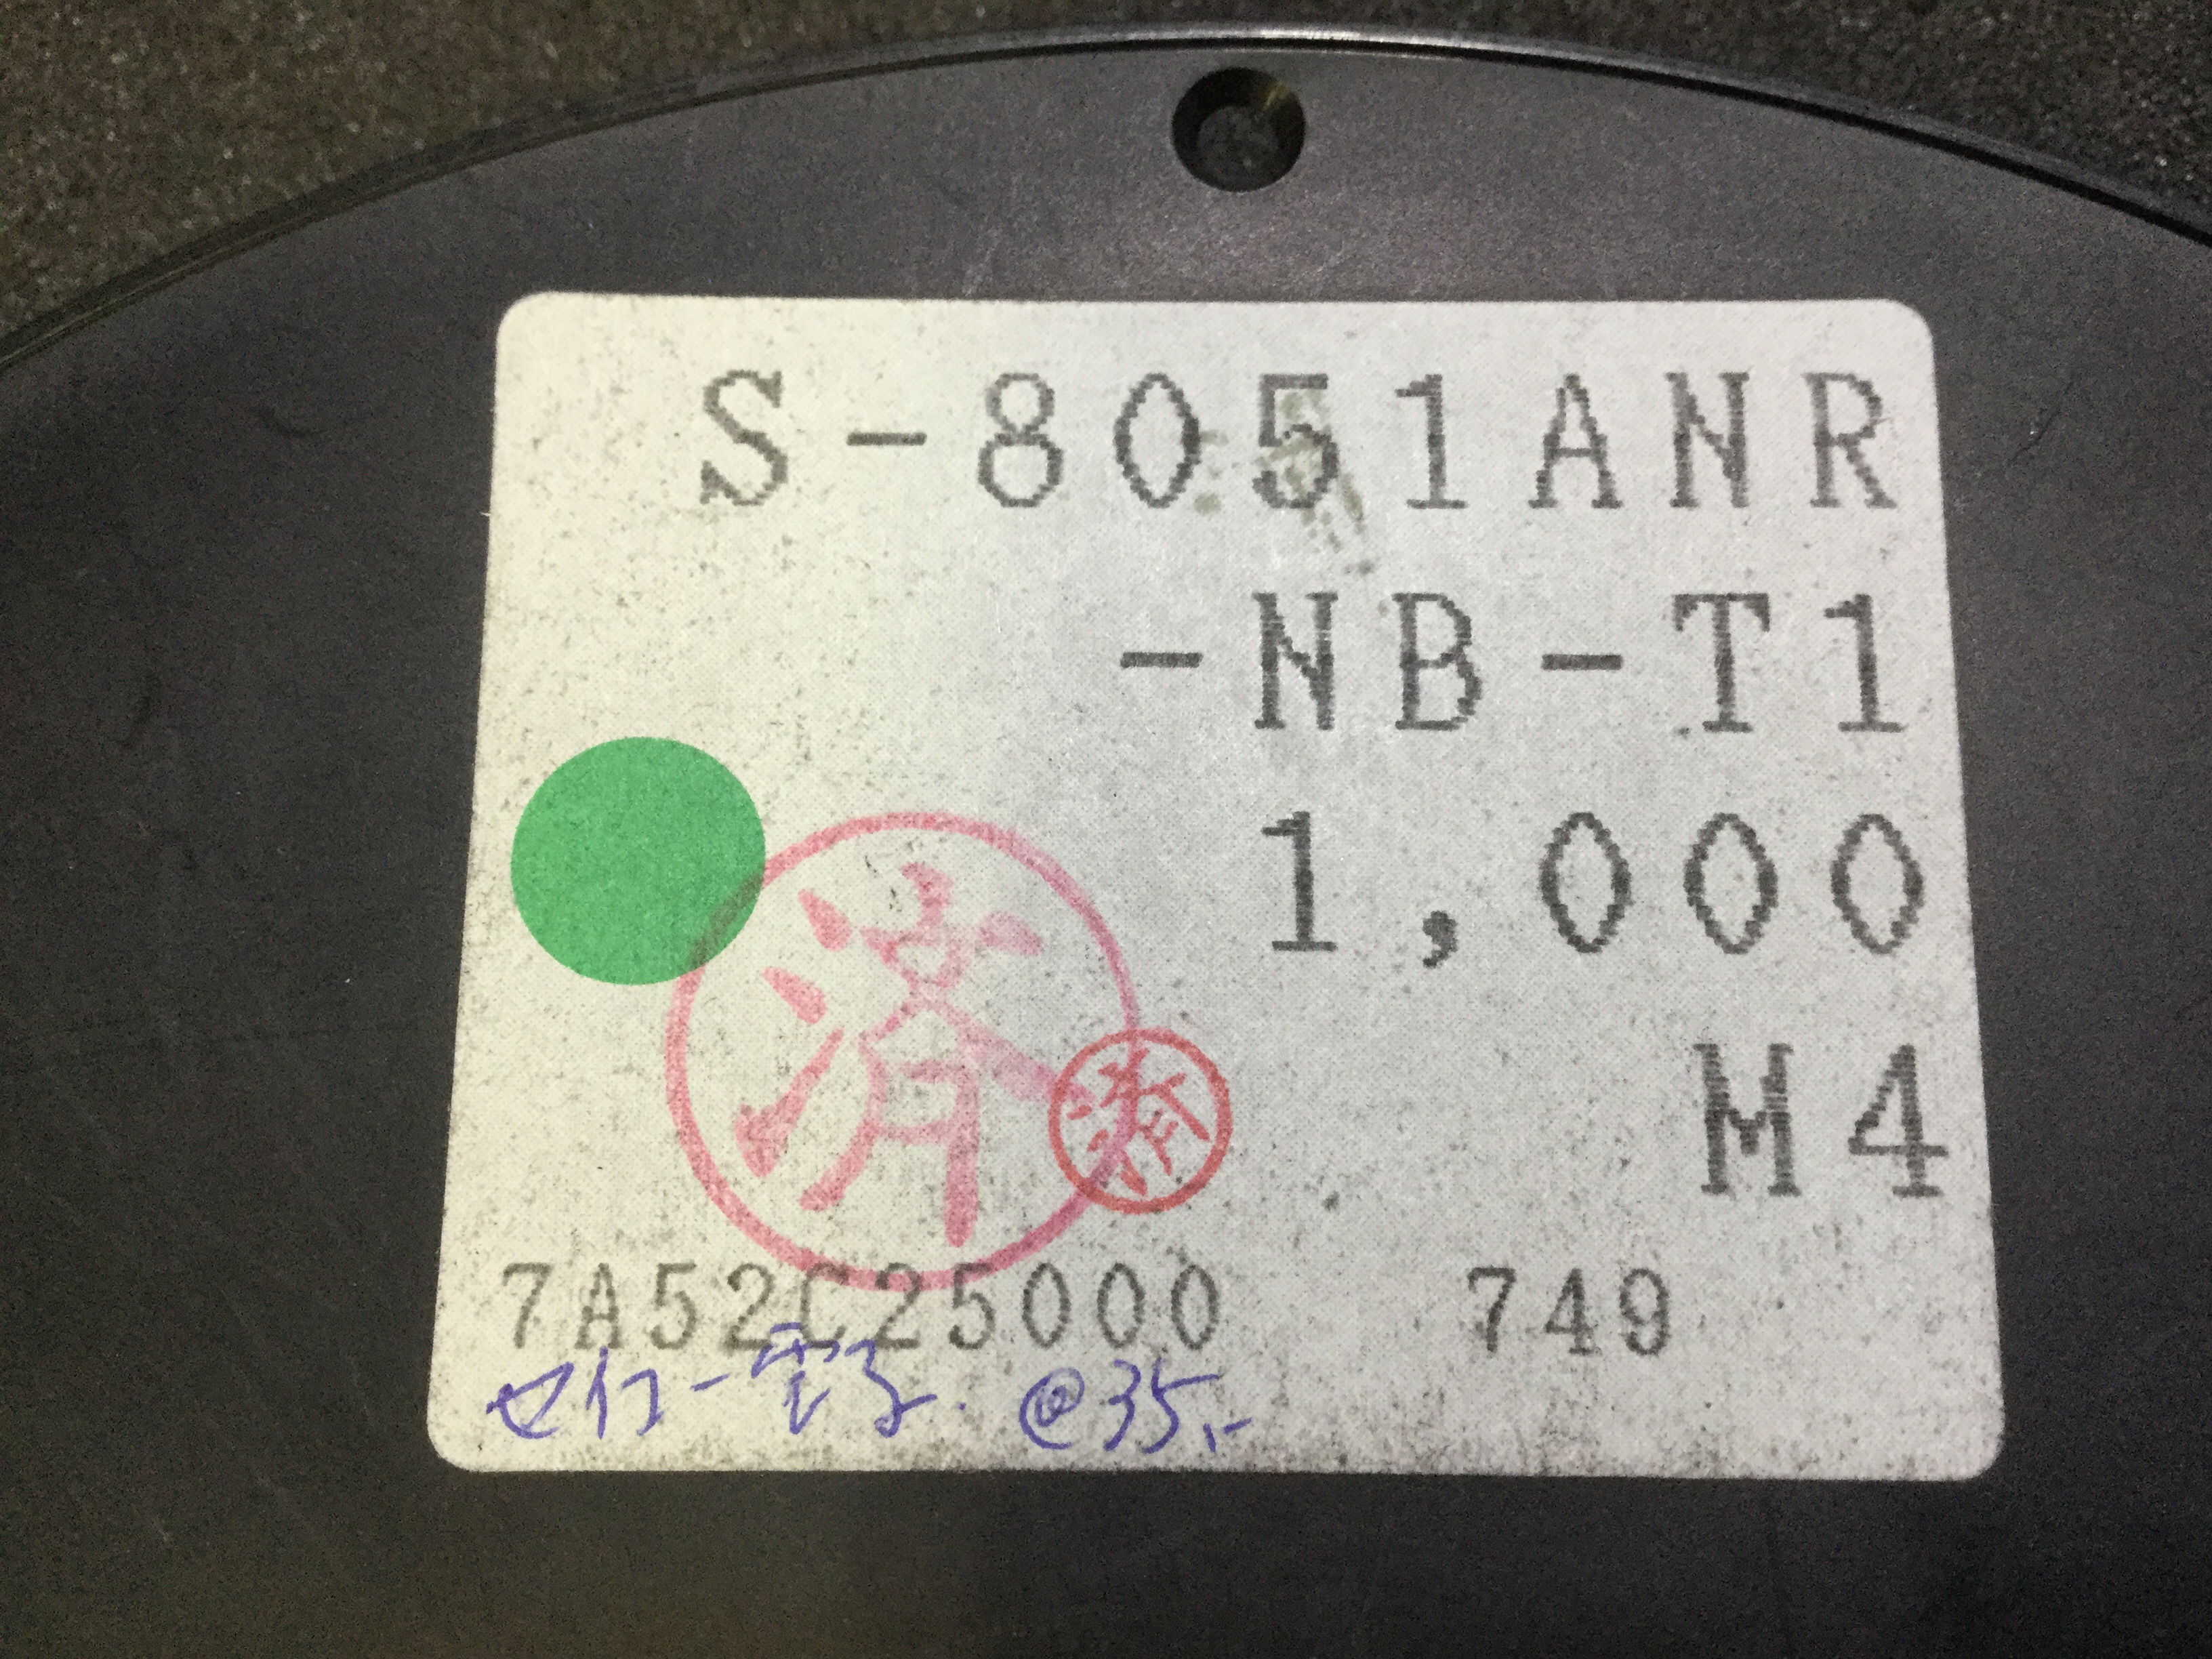 S-8051ANR
-NB-T1
1,000
済
済
M4
7A52C25000 749
セイコー電子. @35,-